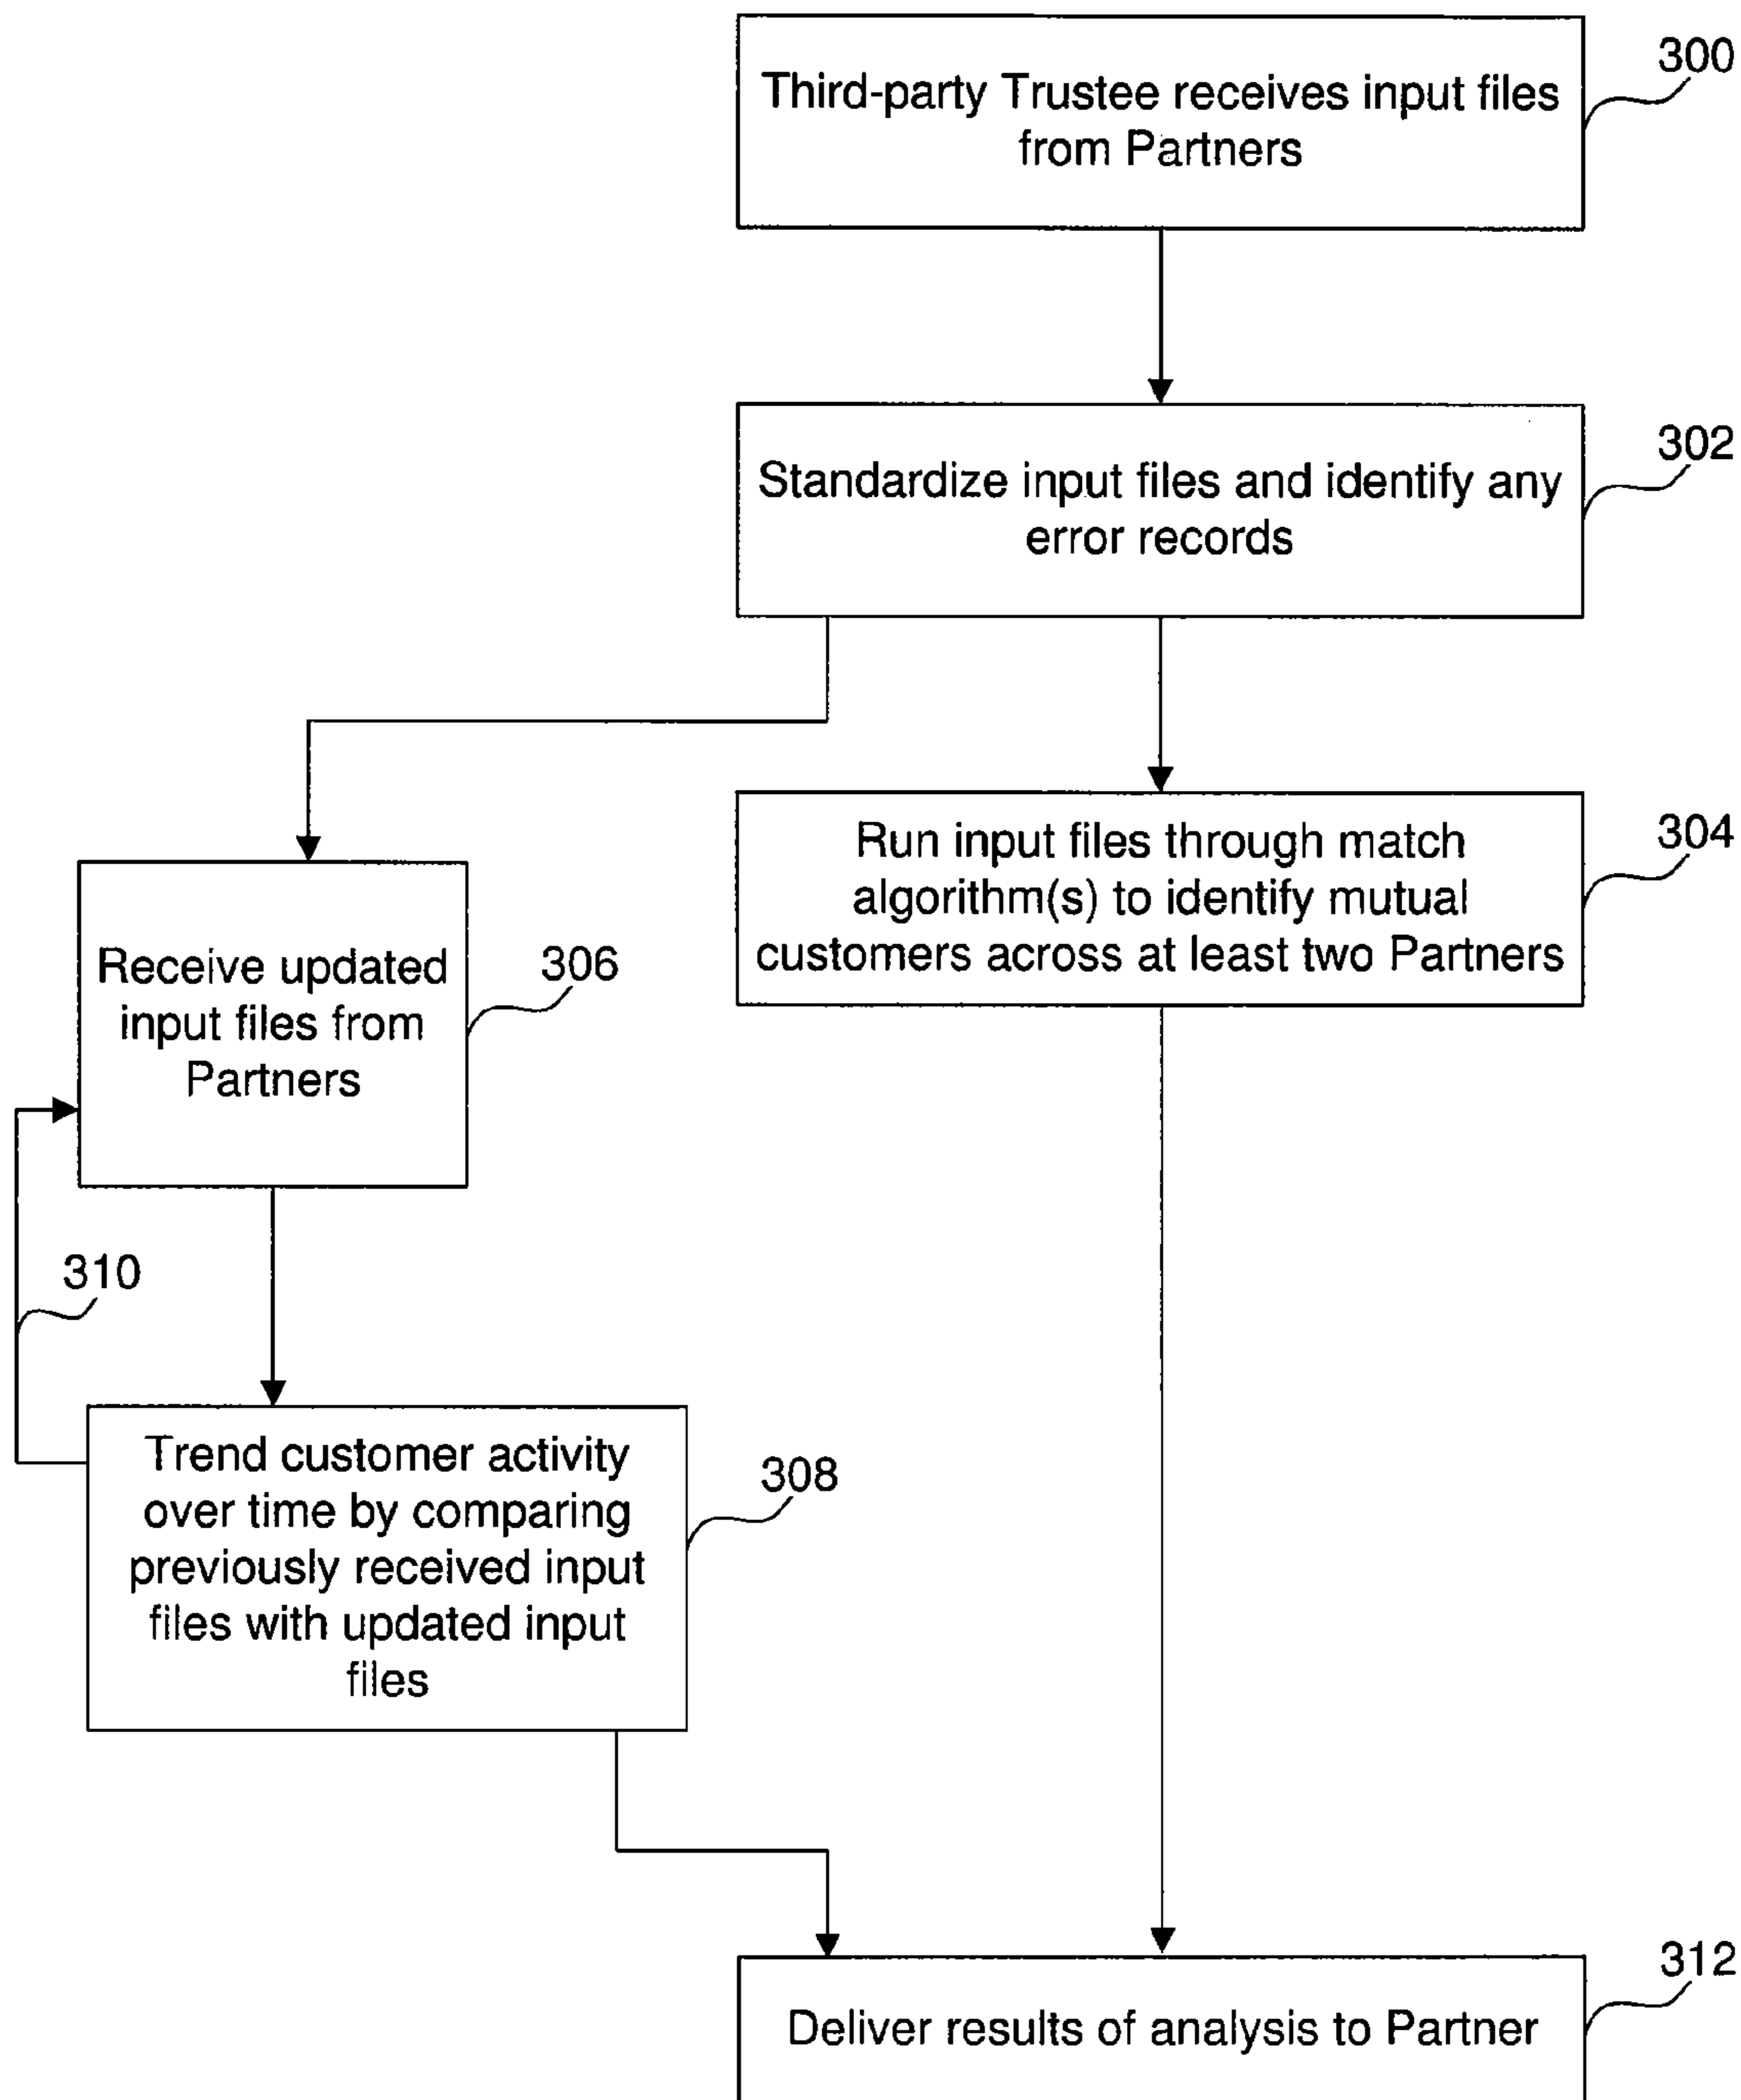 Third-party Trustee receives input files
from Partners
300
Standardize input files and identify any
error records
302
Run input files through match
algorithm(s) to identify mutual
customers across at least two Partners
304
Receive updated
input files from
Partners
306
310
Trend customer activity
over time by comparing
previously received input
files with updated input
files
308
Deliver results of analysis to Partner
312